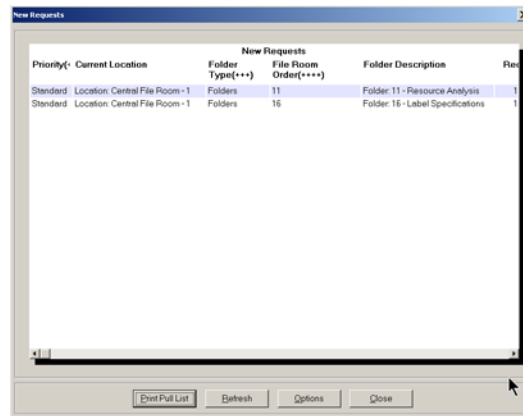 New Requests
New Requests
Priority(+ Current Location Folder Type(+++) File Room Order(++++) Folder Description Rec
Standard Location: Central File Room - 1 Folders 11 Folder: 11 - Resource Analysis 1
Standard Location: Central File Room - 1 Folders 16 Folder: 16 - Label Specifications 1
Print Pull List Refresh Options Close